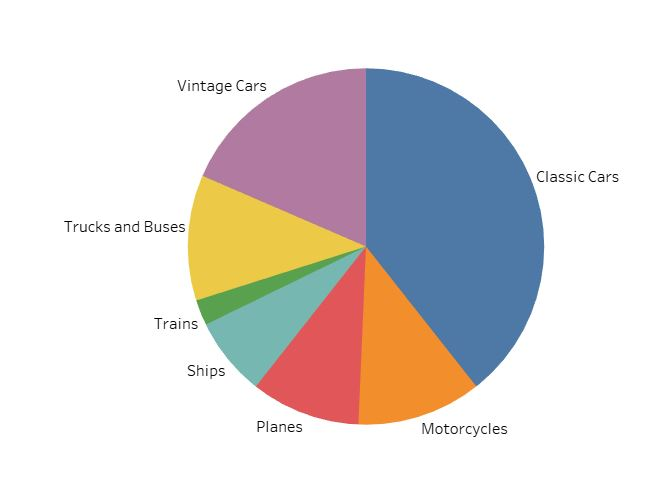 Vintage Cars
Classic Cars
Trucks and Buses
Trains
Ships
Planes
Motorcycles